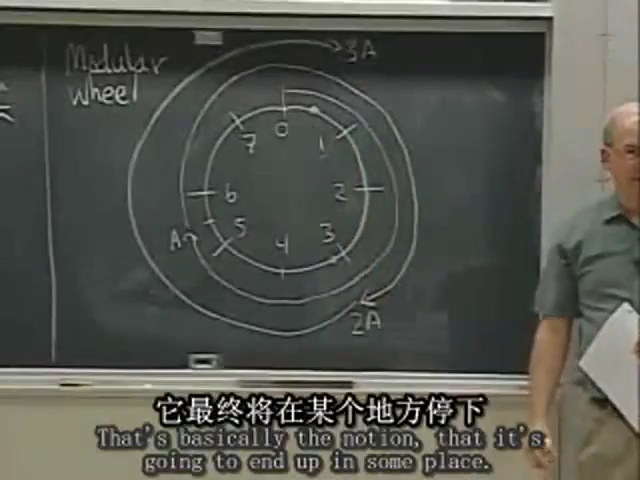 Modular
wheel
3A
0
7
1
6
2
5
3
4
A
2A
它最终将在某个地方停下
That's basically the notion, that it's
going to end up in some place.